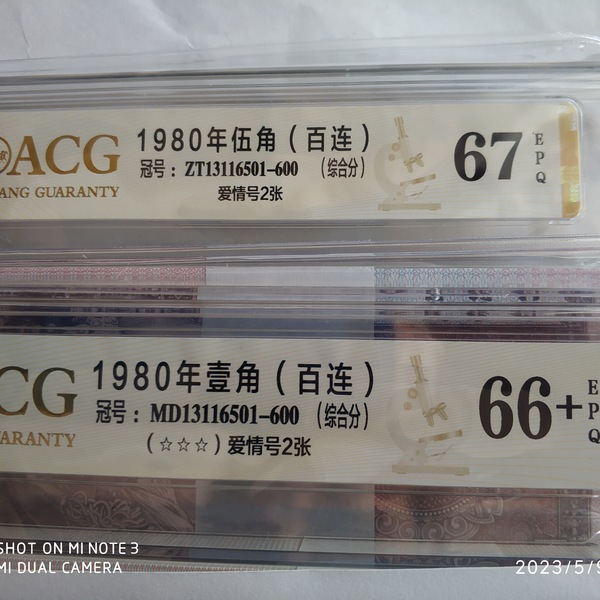 ACG
ANG GUARANTY
1980年伍角（百连）
冠号：ZT13116501-600 （综合分）
爱情号2张
67
EPQ
CG
ARANTY
1980年壹角（百连）
冠号：MD13116501-600 （综合分）
（☆☆☆）爱情号2张
66+
EPQ
SHOT ON MI NOTE 3
MI DUAL CAMERA
2023/5/9